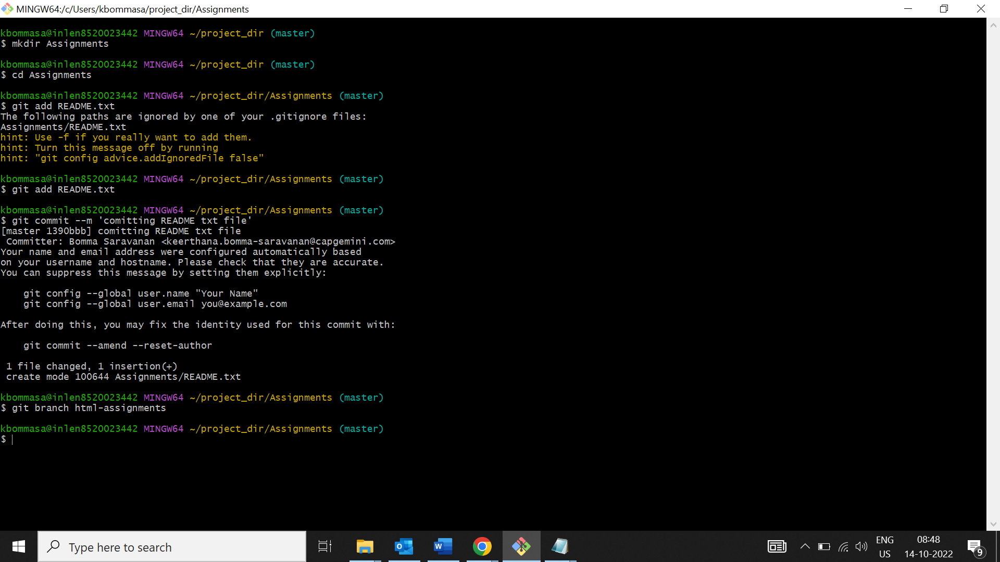 MINGW64:/c/Users/kbommasa/project_dir/Assignments
kbommasa@inlen8520023442 MINGW64 ~/project_dir (master)
$ mkdir Assignments
kbommasa@inlen8520023442 MINGW64 ~/project_dir (master)
$ cd Assignments
kbommasa@inlen8520023442 MINGW64 ~/project_dir/Assignments (master)
$ git add README.txt
The following paths are ignored by one of your .gitignore files:
Assignments/README.txt
hint: Use -f if you really want to add them.
hint: Turn this message off by running
hint: "git config advice.addIgnoredFile false"
kbommasa@inlen8520023442 MINGW64 ~/project_dir/Assignments (master)
$ git add README.txt
kbommasa@inlen8520023442 MINGW64 ~/project_dir/Assignments (master)
$ git commit --m 'comitting README txt file'
[master 1390bbb] comitting README txt file
 Committer: Bomma Saravanan <keerthana.bomma-saravanan@capgemini.com>
Your name and email address were configured automatically based
on your username and hostname. Please check that they are accurate.
You can suppress this message by setting them explicitly:
    git config --global user.name "Your Name"
    git config --global user.email you@example.com
After doing this, you may fix the identity used for this commit with:
    git commit --amend --reset-author
 1 file changed, 1 insertion(+)
 create mode 100644 Assignments/README.txt
kbommasa@inlen8520023442 MINGW64 ~/project_dir/Assignments (master)
$ git branch html-assignments
kbommasa@inlen8520023442 MINGW64 ~/project_dir/Assignments (master)
$
Type here to search
ENG
US
08:48
14-10-2022
9